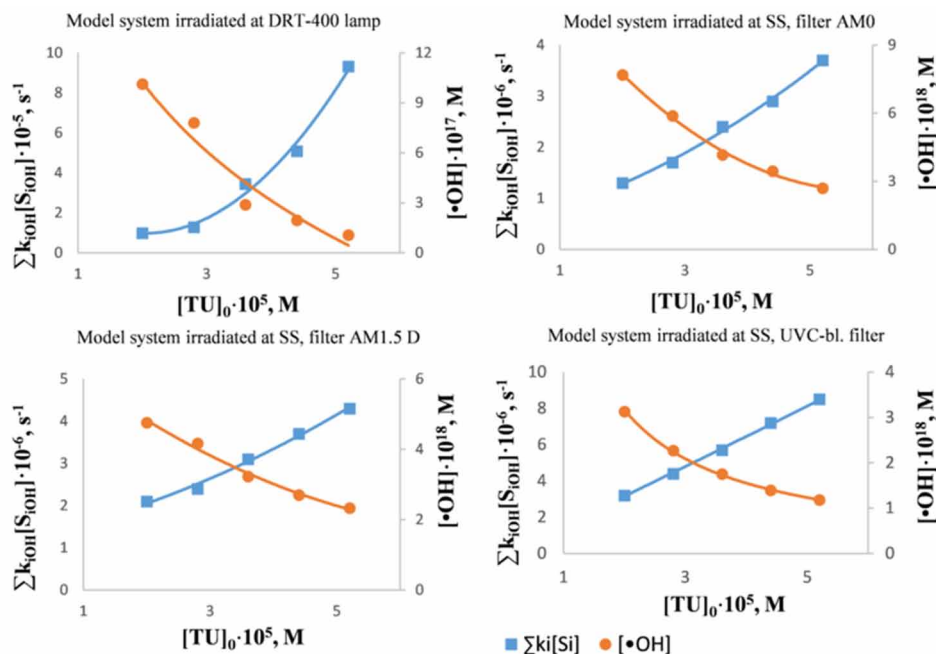 Model system irradiated at DRT-400 lamp
∑kiOH[SiOH]·10⁻⁵, s⁻¹
10
8
6
4
2
0
12
9
6
3
0
[•OH]·10¹⁷, M
1 3 5
[TU]₀·10⁵, M
Model system irradiated at SS, filter AM0
∑kiOH[SiOH]·10⁻⁶, s⁻¹
4
3
2
1
0
9
6
3
0
[•OH]·10¹⁸, M
1 3 5
[TU]₀·10⁵, M
Model system irradiated at SS, filter AM1.5 D
∑kiOH[SiOH]·10⁻⁶, s⁻¹
5
4
3
2
1
0
6
4
2
0
[•OH]·10¹⁸, M
1 3 5
[TU]₀·10⁵, M
Model system irradiated at SS, UVC-bl. filter
∑kiOH[SiOH]·10⁻⁶, s⁻¹
10
8
6
4
2
0
4
3
2
1
0
[•OH]·10¹⁸, M
1 3 5
[TU]₀·10⁵, M
∑ki[Si] [•OH]